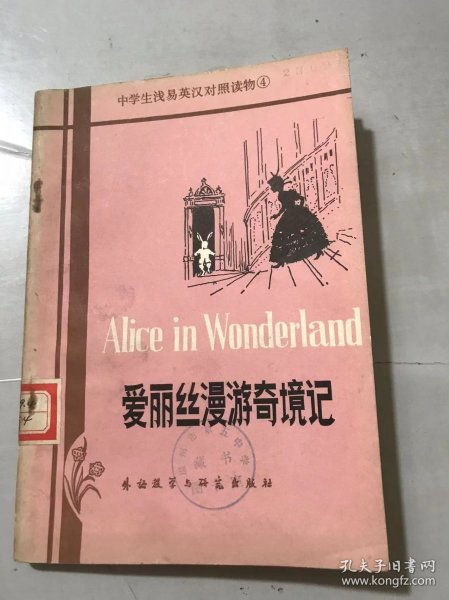 中学生浅易英汉对照读物④
Alice in Wonderland
爱丽丝漫游奇境记
藏书
外语教学与研究出版社
孔夫子旧书网
www.kongfz.com